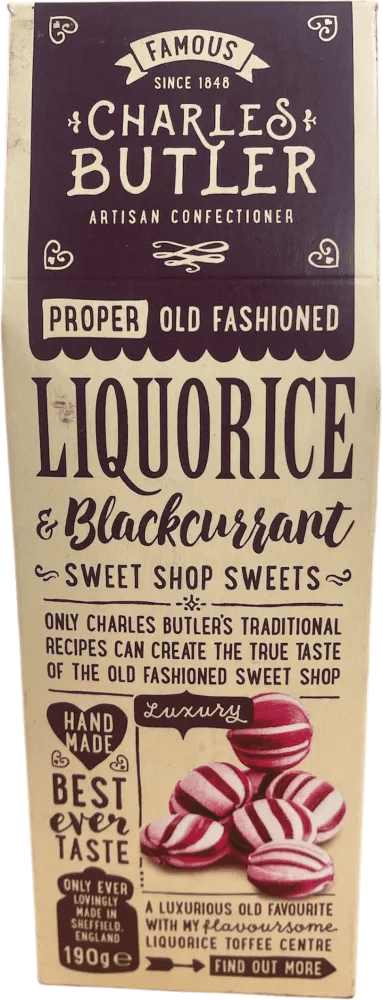 FAMOUS
SINCE 1848
CHARLES
BUTLER
ARTISAN CONFECTIONER
PROPER OLD FASHIONED
LIQUORICE
& Blackcurrant
SWEET SHOP SWEETS
ONLY CHARLES BUTLER'S TRADITIONAL
RECIPES CAN CREATE THE TRUE TASTE
OF THE OLD FASHIONED SWEET SHOP
HAND
MADE
BEST
ever
TASTE
ONLY EVER
LOVINGLY
MADE IN
SHEFFIELD,
ENGLAND
190g℮
Luxury
A LUXURIOUS OLD FAVOURITE
WITH MY flavoursome
LIQUORICE TOFFEE CENTRE
FIND OUT MORE